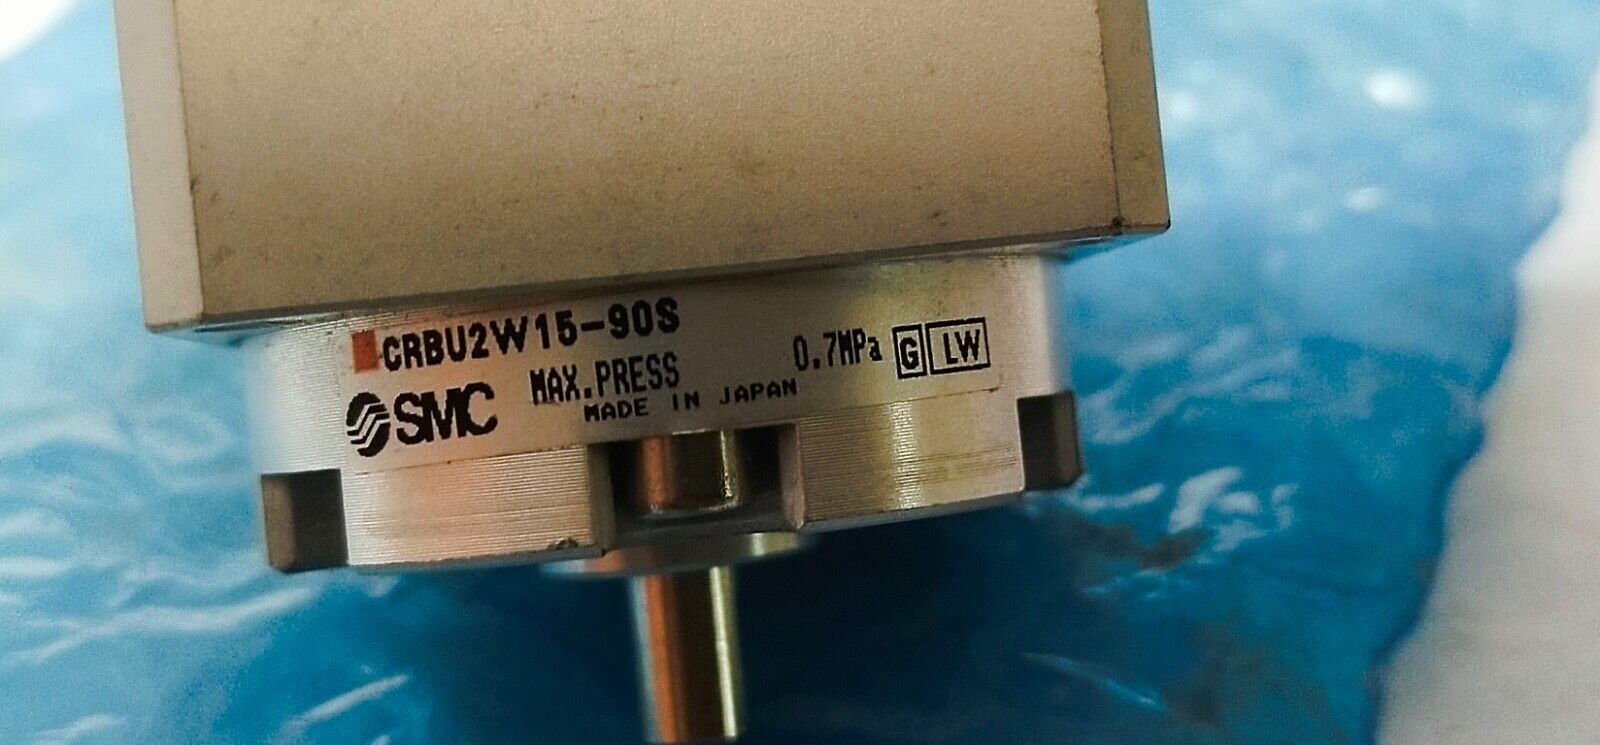 CRBU2W15-90S
SMC MAX.PRESS 0.7MPa G LW
MADE IN JAPAN